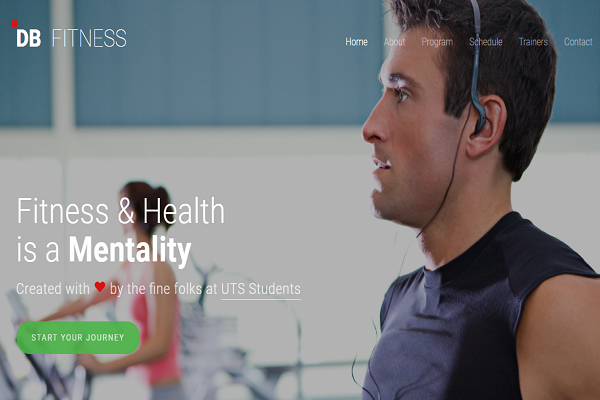 DB FITNESS
Home About Program Schedule Trainers Contact
Fitness & Health
is a Mentality
Created with ♥ by the fine folks at UTS Students
START YOUR JOURNEY